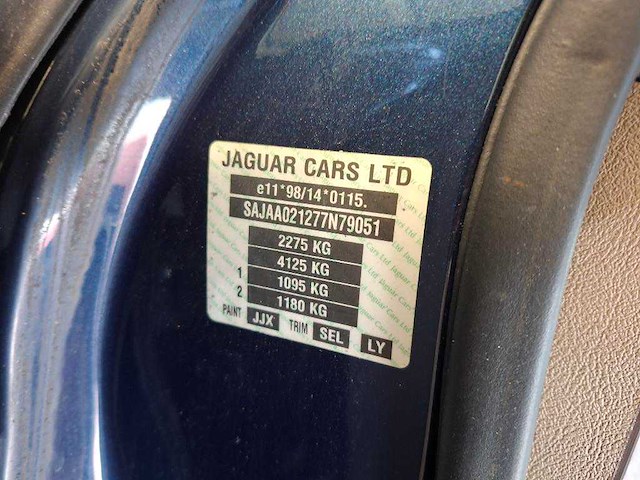 JAGUAR CARS LTD
e11*98/14*0115.
SAJAA021277N79051
2275 KG
4125 KG
1 1095 KG
2 1180 KG
PAINT JJX TRIM SEL LY